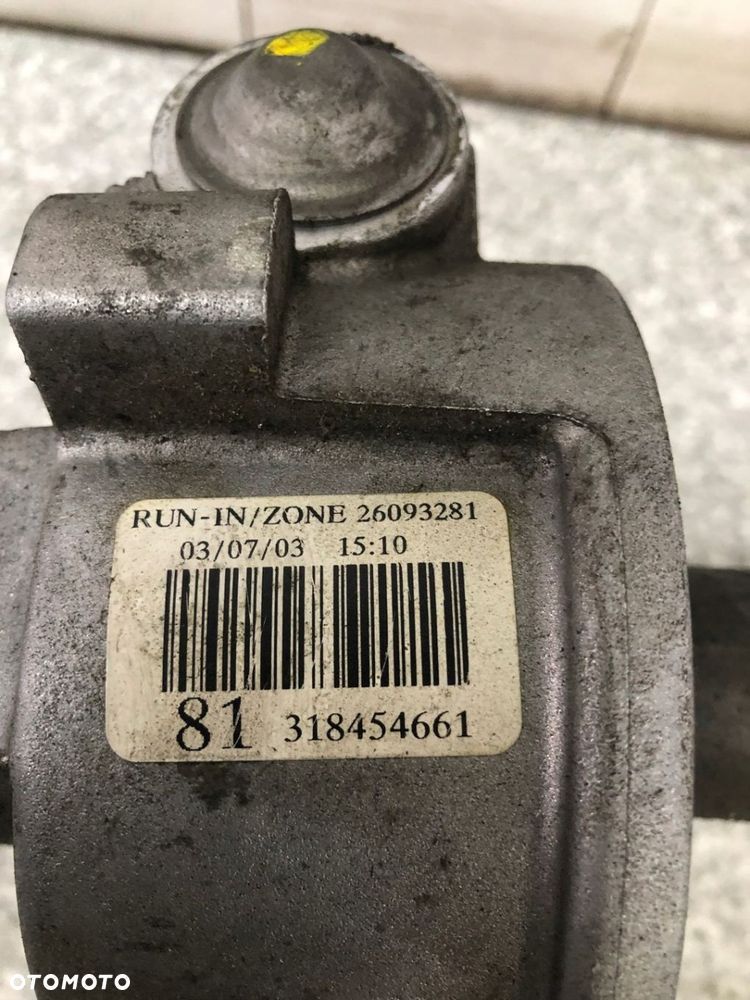 RUN-IN/ZONE 26093281
03/07/03 15:10
81 318454661
OTOMOTO